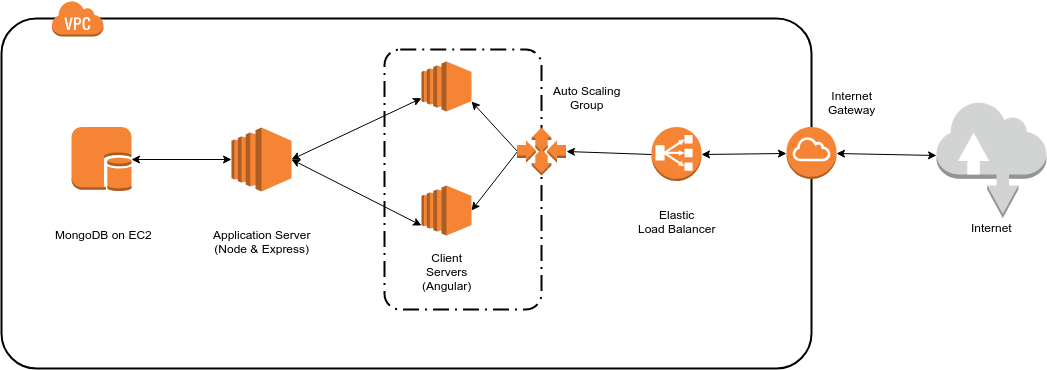 VPC
MongoDB on EC2
Application Server
(Node & Express)
Client
Servers
(Angular)
Auto Scaling
Group
Elastic
Load Balancer
Internet
Gateway
Internet